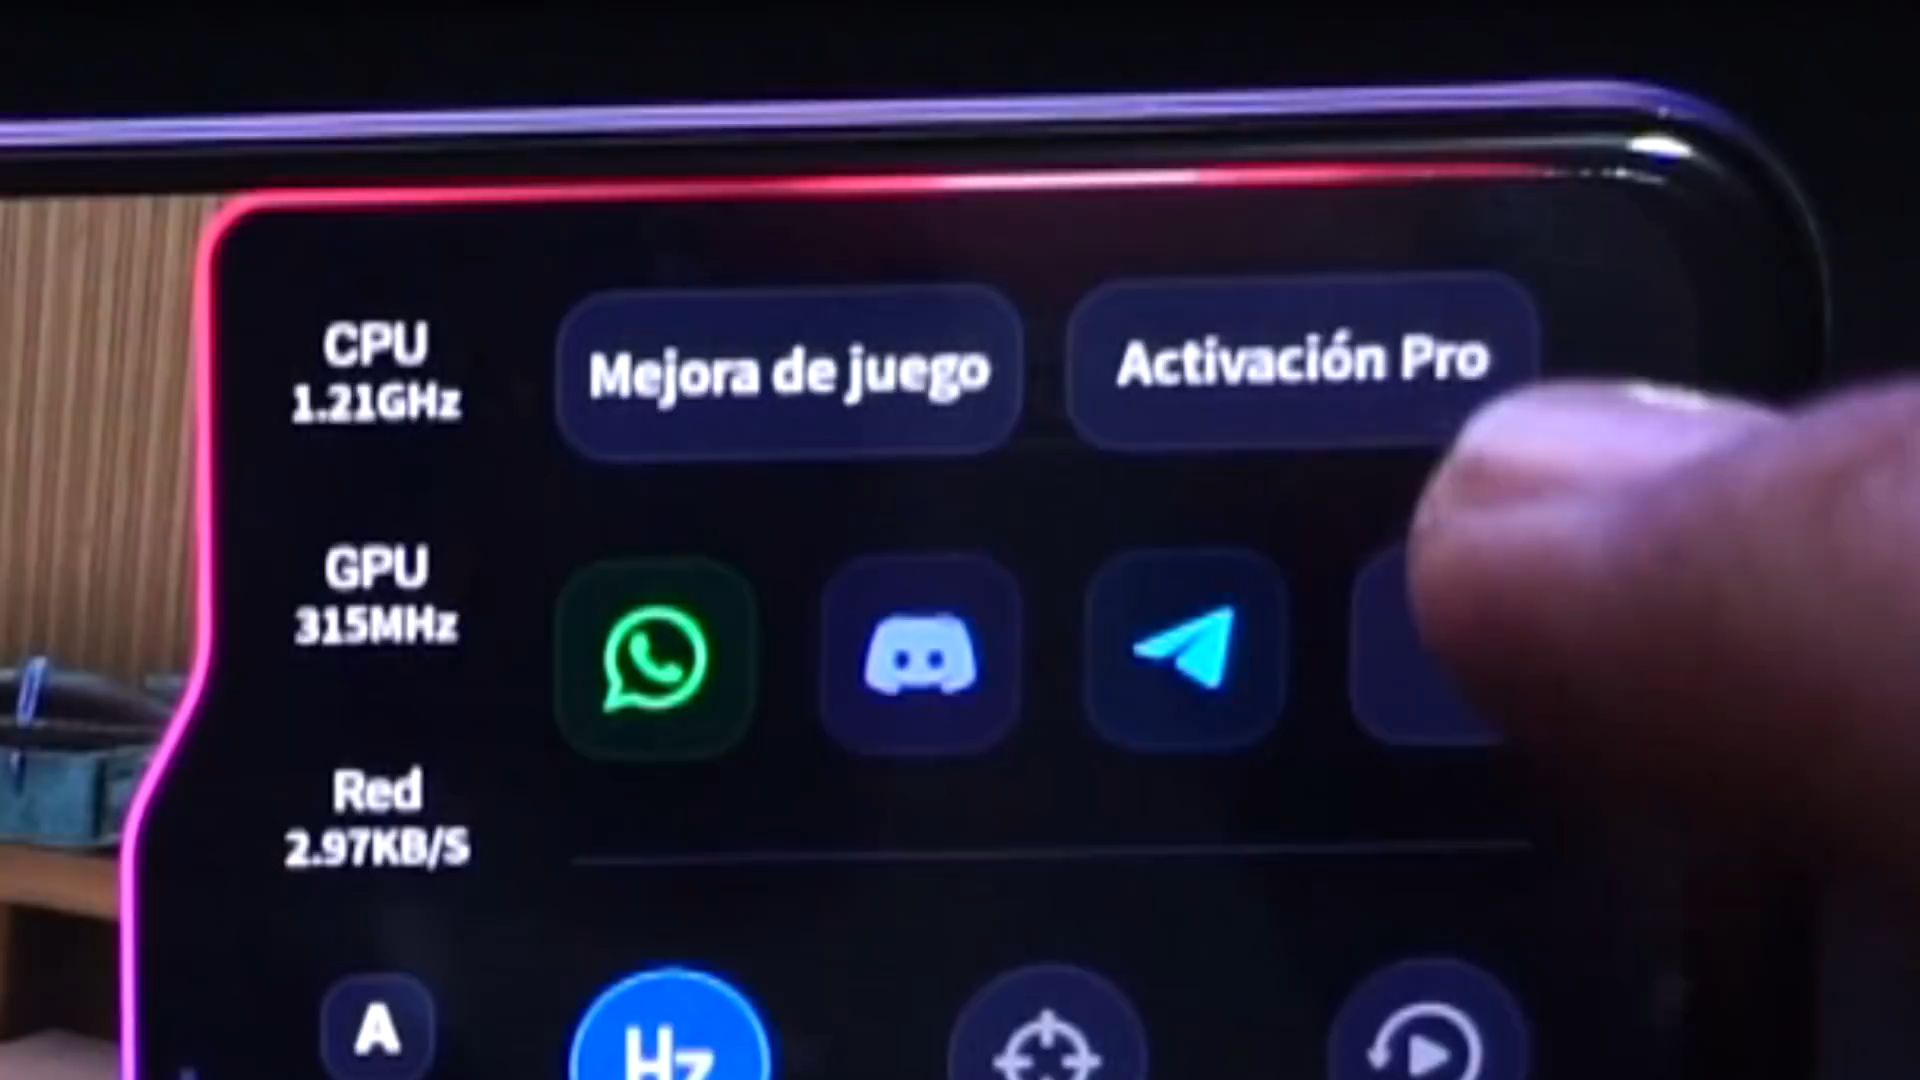 CPU
1.21GHz
Mejora de juego
Activación Pro
GPU
315MHz
Red
2.97KB/S
A
Hz